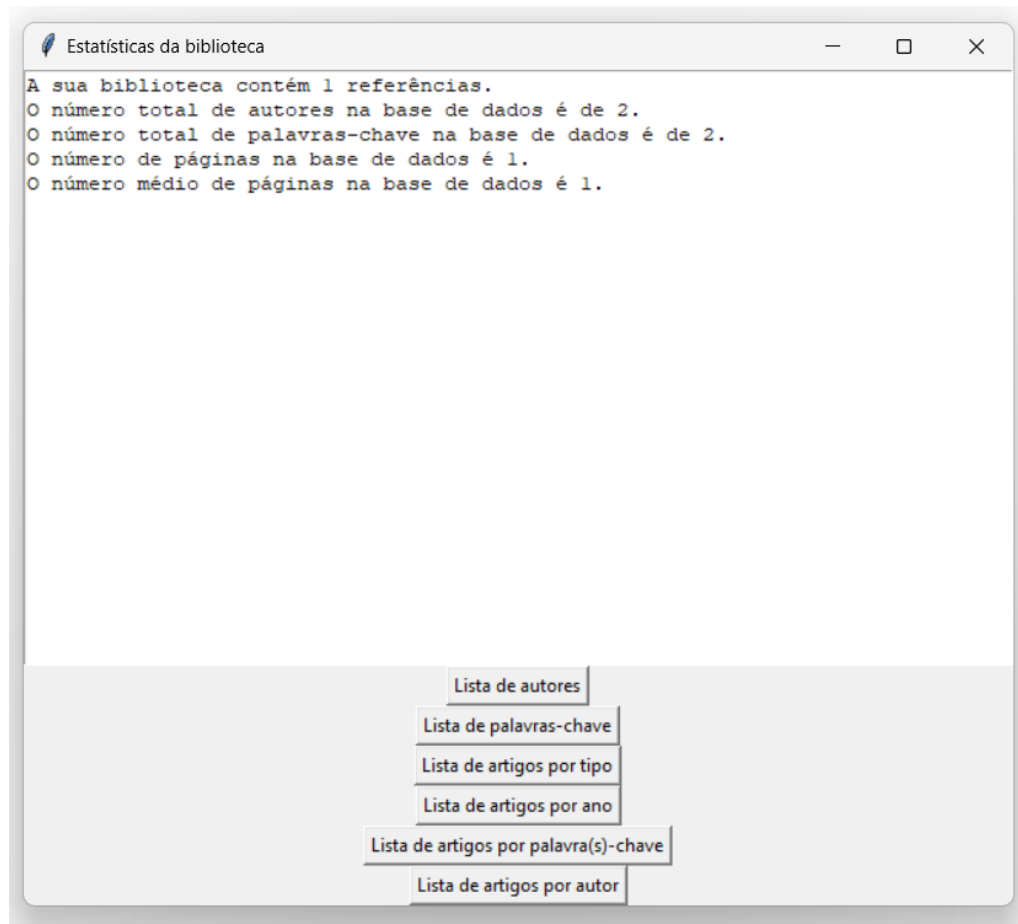 Estatísticas da biblioteca
A sua biblioteca contém 1 referências.
O número total de autores na base de dados é de 2.
O número total de palavras-chave na base de dados é de 2.
O número de páginas na base de dados é 1.
O número médio de páginas na base de dados é 1.
Lista de autores
Lista de palavras-chave
Lista de artigos por tipo
Lista de artigos por ano
Lista de artigos por palavra(s)-chave
Lista de artigos por autor